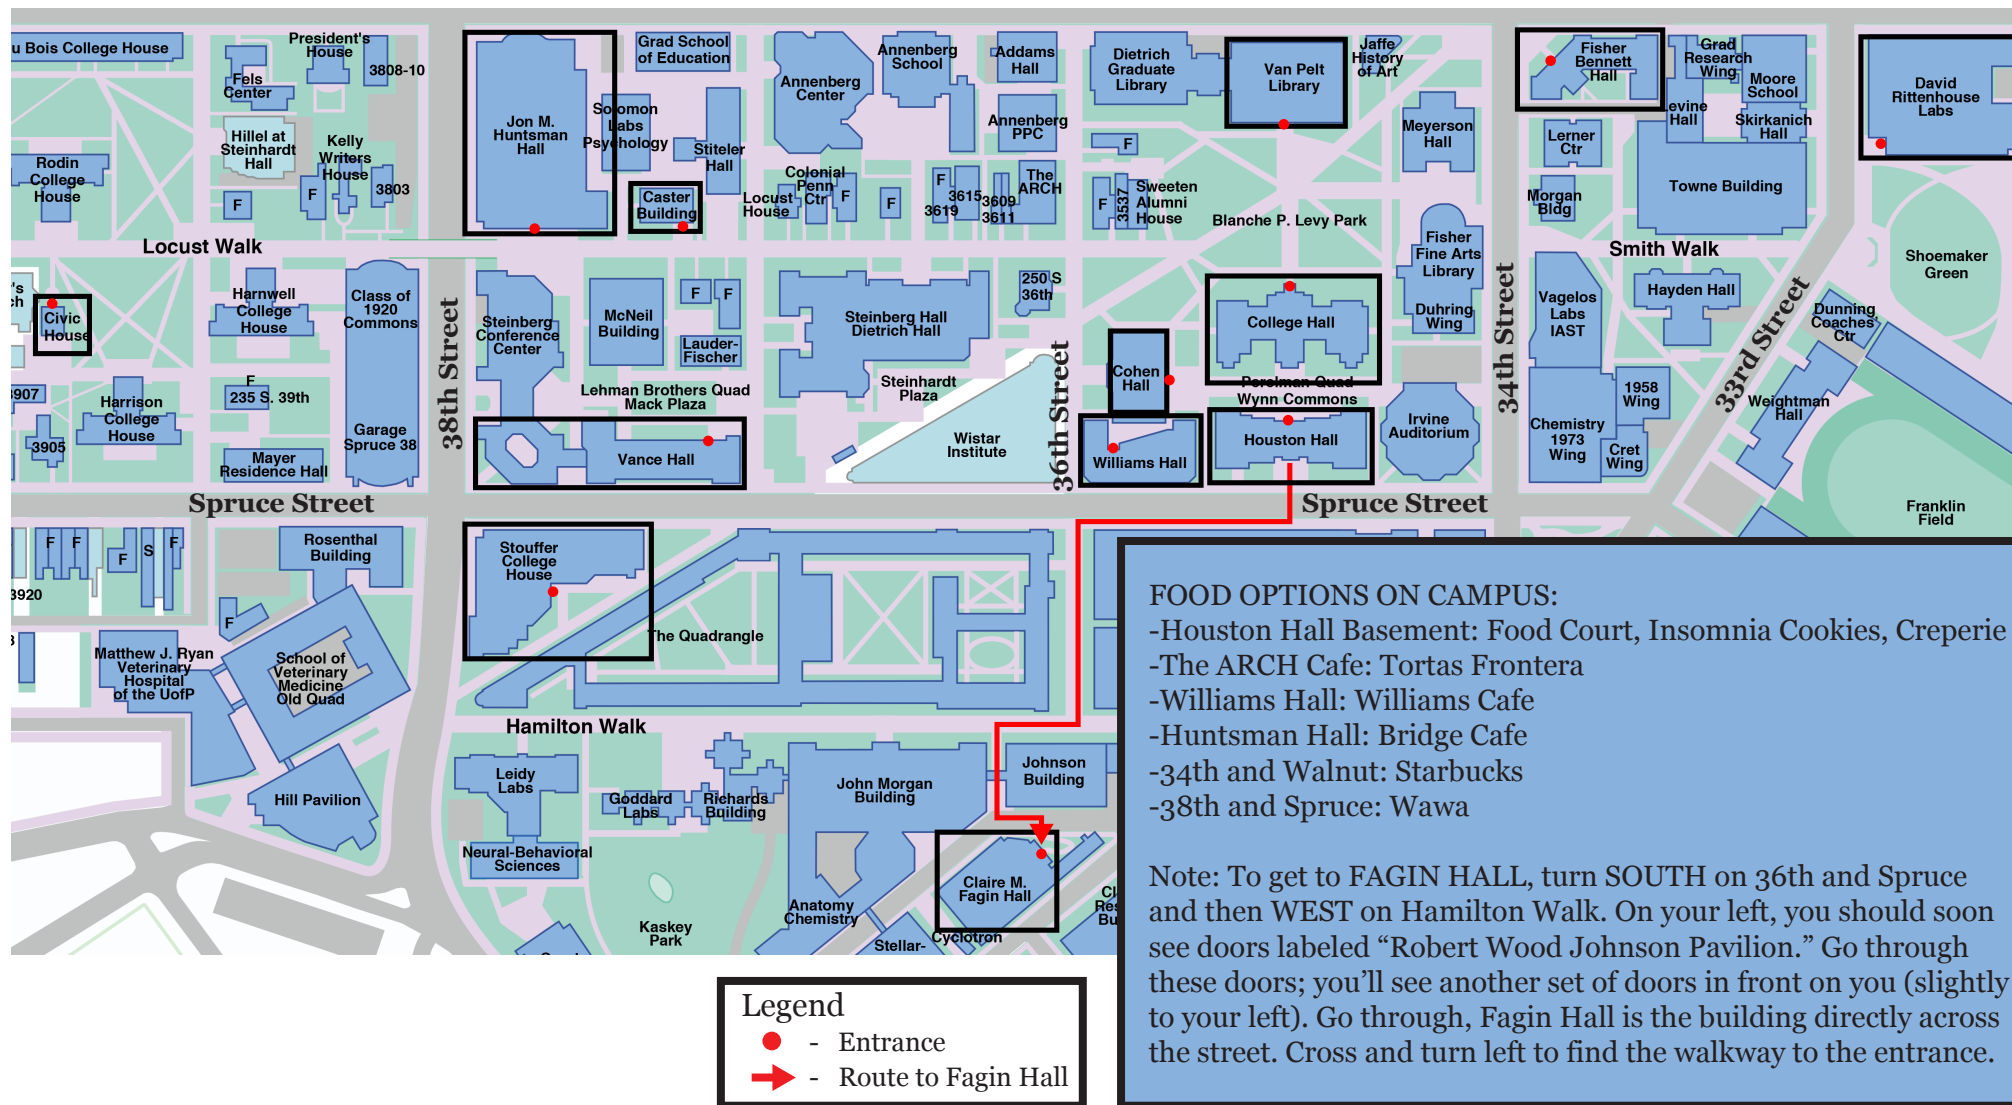 u Bois College House
President's
House
3808-10
Fels
Center
Hillel at
Steinhardt
Hall
Kelly
Writers
House
3803
Rodin
College
House
F
F
Jon M.
Huntsman
Hall
Grad School
of Education
Solomon
Labs
Psychology
Stiteler
Hall
Caster
Building
Annenberg
Center
Annenberg
School
Addams
Hall
Annenberg
PPC
Colonial
Penn
Ctr
Locust
House
F
F
F
3619
3615
3609
3611
The
ARCH
Dietrich
Graduate
Library
Van Pelt
Library
Jaffe
History
of Art
F
F
3537
Sweeten
Alumni
House
Blanche P. Levy Park
Meyerson
Hall
Fisher
Fine Arts
Library
Duhring
Wing
Fisher
Bennett
Hall
Grad
Research
Wing
Moore
School
Levine
Hall
Skirkanich
Hall
Lerner
Ctr
Morgan
Bldg
Towne Building
David
Rittenhouse
Labs
Locust Walk
Smith Walk
Shoemaker
Green
's
ch
Civic
House
Harnwell
College
House
Class of
1920
Commons
38th Street
Steinberg
Conference
Center
McNeil
Building
F
F
Lauder-
Fischer
Steinberg Hall
Dietrich Hall
250 S
36th
College Hall
Cohen
Hall
34th Street
Vagelos
Labs
IAST
Hayden Hall
33rd Street
Dunning
Coaches'
Ctr
3907
3905
Harrison
College
House
F
235 S. 39th
Mayer
Residence Hall
Garage
Spruce 38
Lehman Brothers Quad
Mack Plaza
Steinhardt
Plaza
Vance Hall
Wistar
Institute
36th Street
Williams Hall
Perelman Quad
Wynn Commons
Houston Hall
Irvine
Auditorium
Chemistry
1973
Wing
1958
Wing
Cret
Wing
Weightman
Hall
Franklin
Field
Spruce Street
Spruce Street
F
F
F
S
F
3920
Rosenthal
Building
Stouffer
College
House
The Quadrangle
F
Matthew J. Ryan
Veterinary
Hospital
of the UofP
School of
Veterinary
Medicine
Old Quad
Hill Pavilion
Hamilton Walk
Leidy
Labs
Neural-Behavioral
Sciences
Goddard
Labs
Richards
Building
Kaskey
Park
John Morgan
Building
Anatomy
Chemistry
Johnson
Building
Claire M.
Fagin Hall
Cyclotron
Stellar-
FOOD OPTIONS ON CAMPUS:
-Houston Hall Basement: Food Court, Insomnia Cookies, Creperie
-The ARCH Cafe: Tortas Frontera
-Williams Hall: Williams Cafe
-Huntsman Hall: Bridge Cafe
-34th and Walnut: Starbucks
-38th and Spruce: Wawa
Note: To get to FAGIN HALL, turn SOUTH on 36th and Spruce
and then WEST on Hamilton Walk. On your left, you should soon
see doors labeled “Robert Wood Johnson Pavilion.” Go through
these doors; you’ll see another set of doors in front on you (slightly
to your left). Go through, Fagin Hall is the building directly across
the street. Cross and turn left to find the walkway to the entrance.
Legend
- Entrance
- Route to Fagin Hall